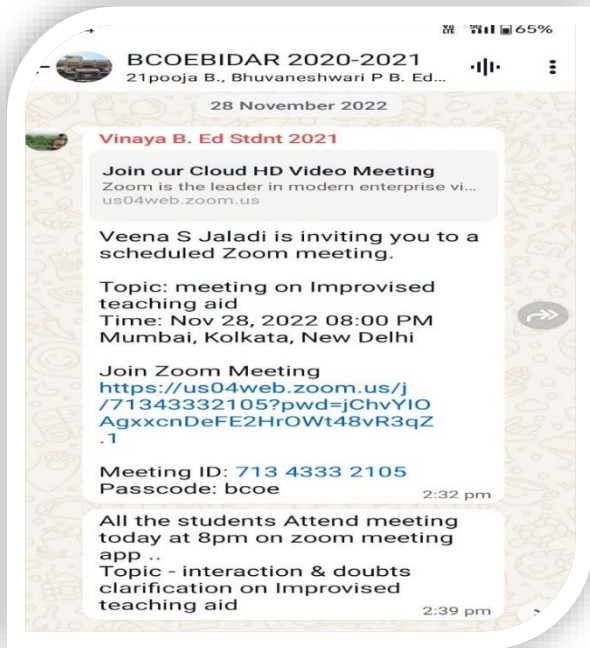 65%
BCOEBIDAR 2020-2021
21pooja B., Bhuvaneshwari P B. Ed...
28 November 2022
Vinaya B. Ed Stdnt 2021
Join our Cloud HD Video Meeting
Zoom is the leader in modern enterprise vi...
us04web.zoom.us
Veena S Jaladi is inviting you to a
scheduled Zoom meeting.
Topic: meeting on Improvised
teaching aid
Time: Nov 28, 2022 08:00 PM
Mumbai, Kolkata, New Delhi
Join Zoom Meeting
https://us04web.zoom.us/j
/71343332105?pwd=jChvYIO
AgxxcnDeFE2HrOWt48vR3qZ
.1
Meeting ID: 713 4333 2105
Passcode: bcoe
2:32 pm
All the students Attend meeting
today at 8pm on zoom meeting
app ..
Topic - interaction & doubts
clarification on Improvised
teaching aid
2:39 pm